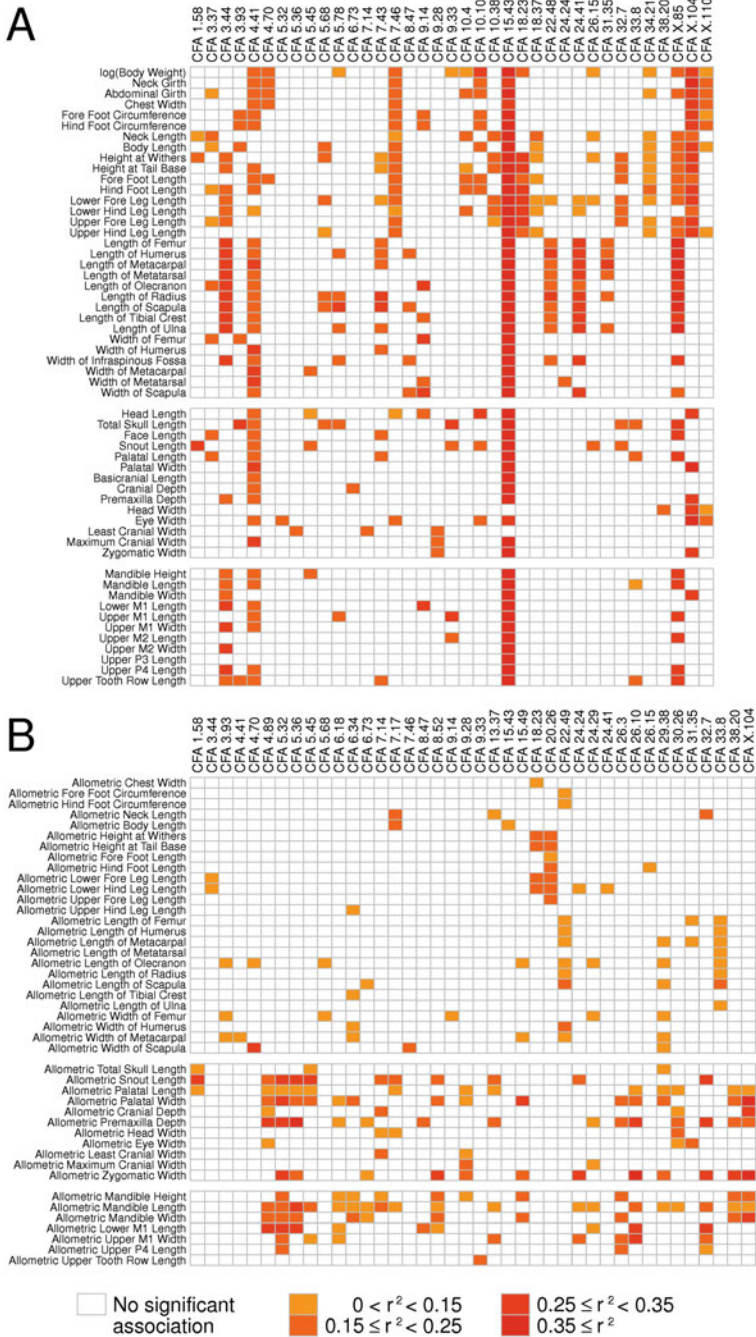 A
CFA 1.58
CFA 3.37
CFA 3.44
CFA 3.93
CFA 4.41
CFA 4.70
CFA 5.32
CFA 5.36
CFA 5.45
CFA 5.68
CFA 5.78
CFA 6.73
CFA 7.14
CFA 7.43
CFA 7.46
CFA 8.47
CFA 9.14
CFA 9.28
CFA 9.33
CFA 10.4
CFA 10.10
CFA 10.38
CFA 15.43
CFA 18.23
CFA 18.37
CFA 22.48
CFA 24.24
CFA 24.41
CFA 26.15
CFA 31.35
CFA 32.7
CFA 33.8
CFA 34.21
CFA 38.20
CFA X.85
CFA X.104
CFA X.110
log(Body Weight)
Neck Girth
Abdominal Girth
Chest Width
Fore Foot Circumference
Hind Foot Circumference
Neck Length
Body Length
Height at Withers
Height at Tail Base
Fore Foot Length
Hind Foot Length
Lower Fore Leg Length
Lower Hind Leg Length
Upper Fore Leg Length
Upper Hind Leg Length
Length of Femur
Length of Humerus
Length of Metacarpal
Length of Metatarsal
Length of Olecranon
Length of Radius
Length of Scapula
Length of Tibial Crest
Length of Ulna
Width of Femur
Width of Humerus
Width of Infraspinous Fossa
Width of Metacarpal
Width of Metatarsal
Width of Scapula
Head Length
Total Skull Length
Face Length
Snout Length
Palatal Length
Palatal Width
Basicranial Length
Cranial Depth
Premaxilla Depth
Head Width
Eye Width
Least Cranial Width
Maximum Cranial Width
Zygomatic Width
Mandible Height
Mandible Length
Mandible Width
Lower M1 Length
Upper M1 Length
Upper M1 Width
Upper M2 Length
Upper M2 Width
Upper P3 Length
Upper P4 Length
Upper Tooth Row Length
B
CFA 1.58
CFA 3.44
CFA 3.93
CFA 4.41
CFA 4.70
CFA 4.89
CFA 5.32
CFA 5.36
CFA 5.45
CFA 5.68
CFA 6.18
CFA 6.34
CFA 6.73
CFA 7.14
CFA 7.17
CFA 7.46
CFA 8.47
CFA 8.52
CFA 9.14
CFA 9.28
CFA 9.33
CFA 13.37
CFA 15.43
CFA 15.49
CFA 18.23
CFA 20.26
CFA 22.49
CFA 24.24
CFA 24.29
CFA 24.41
CFA 26.3
CFA 26.10
CFA 26.15
CFA 29.38
CFA 30.26
CFA 31.35
CFA 32.7
CFA 33.8
CFA 38.20
CFA X.104
Allometric Chest Width
Allometric Fore Foot Circumference
Allometric Hind Foot Circumference
Allometric Neck Length
Allometric Body Length
Allometric Height at Withers
Allometric Height at Tail Base
Allometric Fore Foot Length
Allometric Hind Foot Length
Allometric Lower Fore Leg Length
Allometric Lower Hind Leg Length
Allometric Upper Fore Leg Length
Allometric Upper Hind Leg Length
Allometric Length of Femur
Allometric Length of Humerus
Allometric Length of Metacarpal
Allometric Length of Metatarsal
Allometric Length of Olecranon
Allometric Length of Radius
Allometric Length of Scapula
Allometric Length of Tibial Crest
Allometric Length of Ulna
Allometric Width of Femur
Allometric Width of Humerus
Allometric Width of Metacarpal
Allometric Width of Scapula
Allometric Total Skull Length
Allometric Snout Length
Allometric Palatal Length
Allometric Palatal Width
Allometric Cranial Depth
Allometric Premaxilla Depth
Allometric Head Width
Allometric Eye Width
Allometric Least Cranial Width
Allometric Maximum Cranial Width
Allometric Zygomatic Width
Allometric Mandible Height
Allometric Mandible Length
Allometric Mandible Width
Allometric Lower M1 Length
Allometric Upper M1 Width
Allometric Upper P4 Length
Allometric Upper Tooth Row Length
No significant association
0 < r² < 0.15
0.15 ≤ r² < 0.25
0.25 ≤ r² < 0.35
0.35 ≤ r²